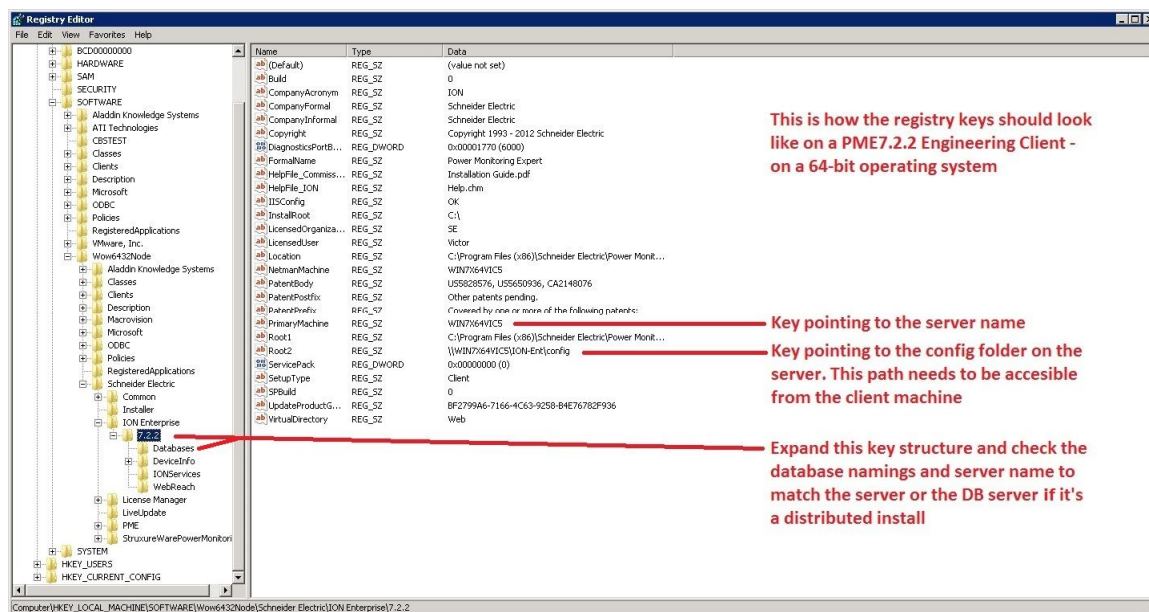 Registry Editor
File Edit View Favorites Help
BCD00000000
HARDWARE
SAM
SECURITY
SOFTWARE
Aladdin Knowledge Systems
ATI Technologies
CBSTEST
Classes
Clients
Description
Microsoft
ODBC
Policies
RegisteredApplications
VMware, Inc.
Wow6432Node
Aladdin Knowledge Systems
Classes
Clients
Description
Macrovision
Microsoft
ODBC
Policies
RegisteredApplications
Schneider Electric
Common
Installer
ION Enterprise
7.2.2
Databases
DeviceInfo
IONServices
WebReach
License Manager
LiveUpdate
PME
StruxureWarePowerMonitori
SYSTEM
HKEY_USERS
HKEY_CURRENT_CONFIG
Name Type Data
(Default) REG_SZ (value not set)
Build REG_SZ 0
CompanyAcronym REG_SZ ION
CompanyFormal REG_SZ Schneider Electric
CompanyInformal REG_SZ Schneider Electric
Copyright REG_SZ Copyright 1993 - 2012 Schneider Electric
DiagnosticsPortB... REG_DWORD 0x00001770 (6000)
FormalName REG_SZ Power Monitoring Expert
HelpFile_Commiss... REG_SZ Installation Guide.pdf
HelpFile_ION REG_SZ Help.chm
IISConfig REG_SZ OK
InstallRoot REG_SZ C:\
LicensedOrganiza... REG_SZ SE
LicensedUser REG_SZ Victor
Location REG_SZ C:\Program Files (x86)\Schneider Electric\Power Monit...
NetmanMachine REG_SZ WIN7X64VIC5
PatentBody REG_SZ US5828576, US5650936, CA2148076
PatentPostfix REG_SZ Other patents pending.
PatentPrefix REG_SZ Covered by one or more of the following patents:
PrimaryMachine REG_SZ WIN7X64VIC5
Root1 REG_SZ C:\Program Files (x86)\Schneider Electric\Power Monit...
Root2 REG_SZ \\WIN7X64VIC5\ION-Ent\config
ServicePack REG_DWORD 0x00000000 (0)
SetupType REG_SZ Client
SPBuild REG_SZ 0
UpdateProductG... REG_SZ BF2799A6-7166-4C63-9258-B4E76782F936
VirtualDirectory REG_SZ Web
This is how the registry keys should look
like on a PME7.2.2 Engineering Client -
on a 64-bit operating system
Key pointing to the server name
Key pointing to the config folder on the
server. This path needs to be accesible
from the client machine
Expand this key structure and check the
database namings and server name to
match the server or the DB server if it's
a distributed install
Computer\HKEY_LOCAL_MACHINE\SOFTWARE\Wow6432Node\Schneider Electric\ION Enterprise\7.2.2